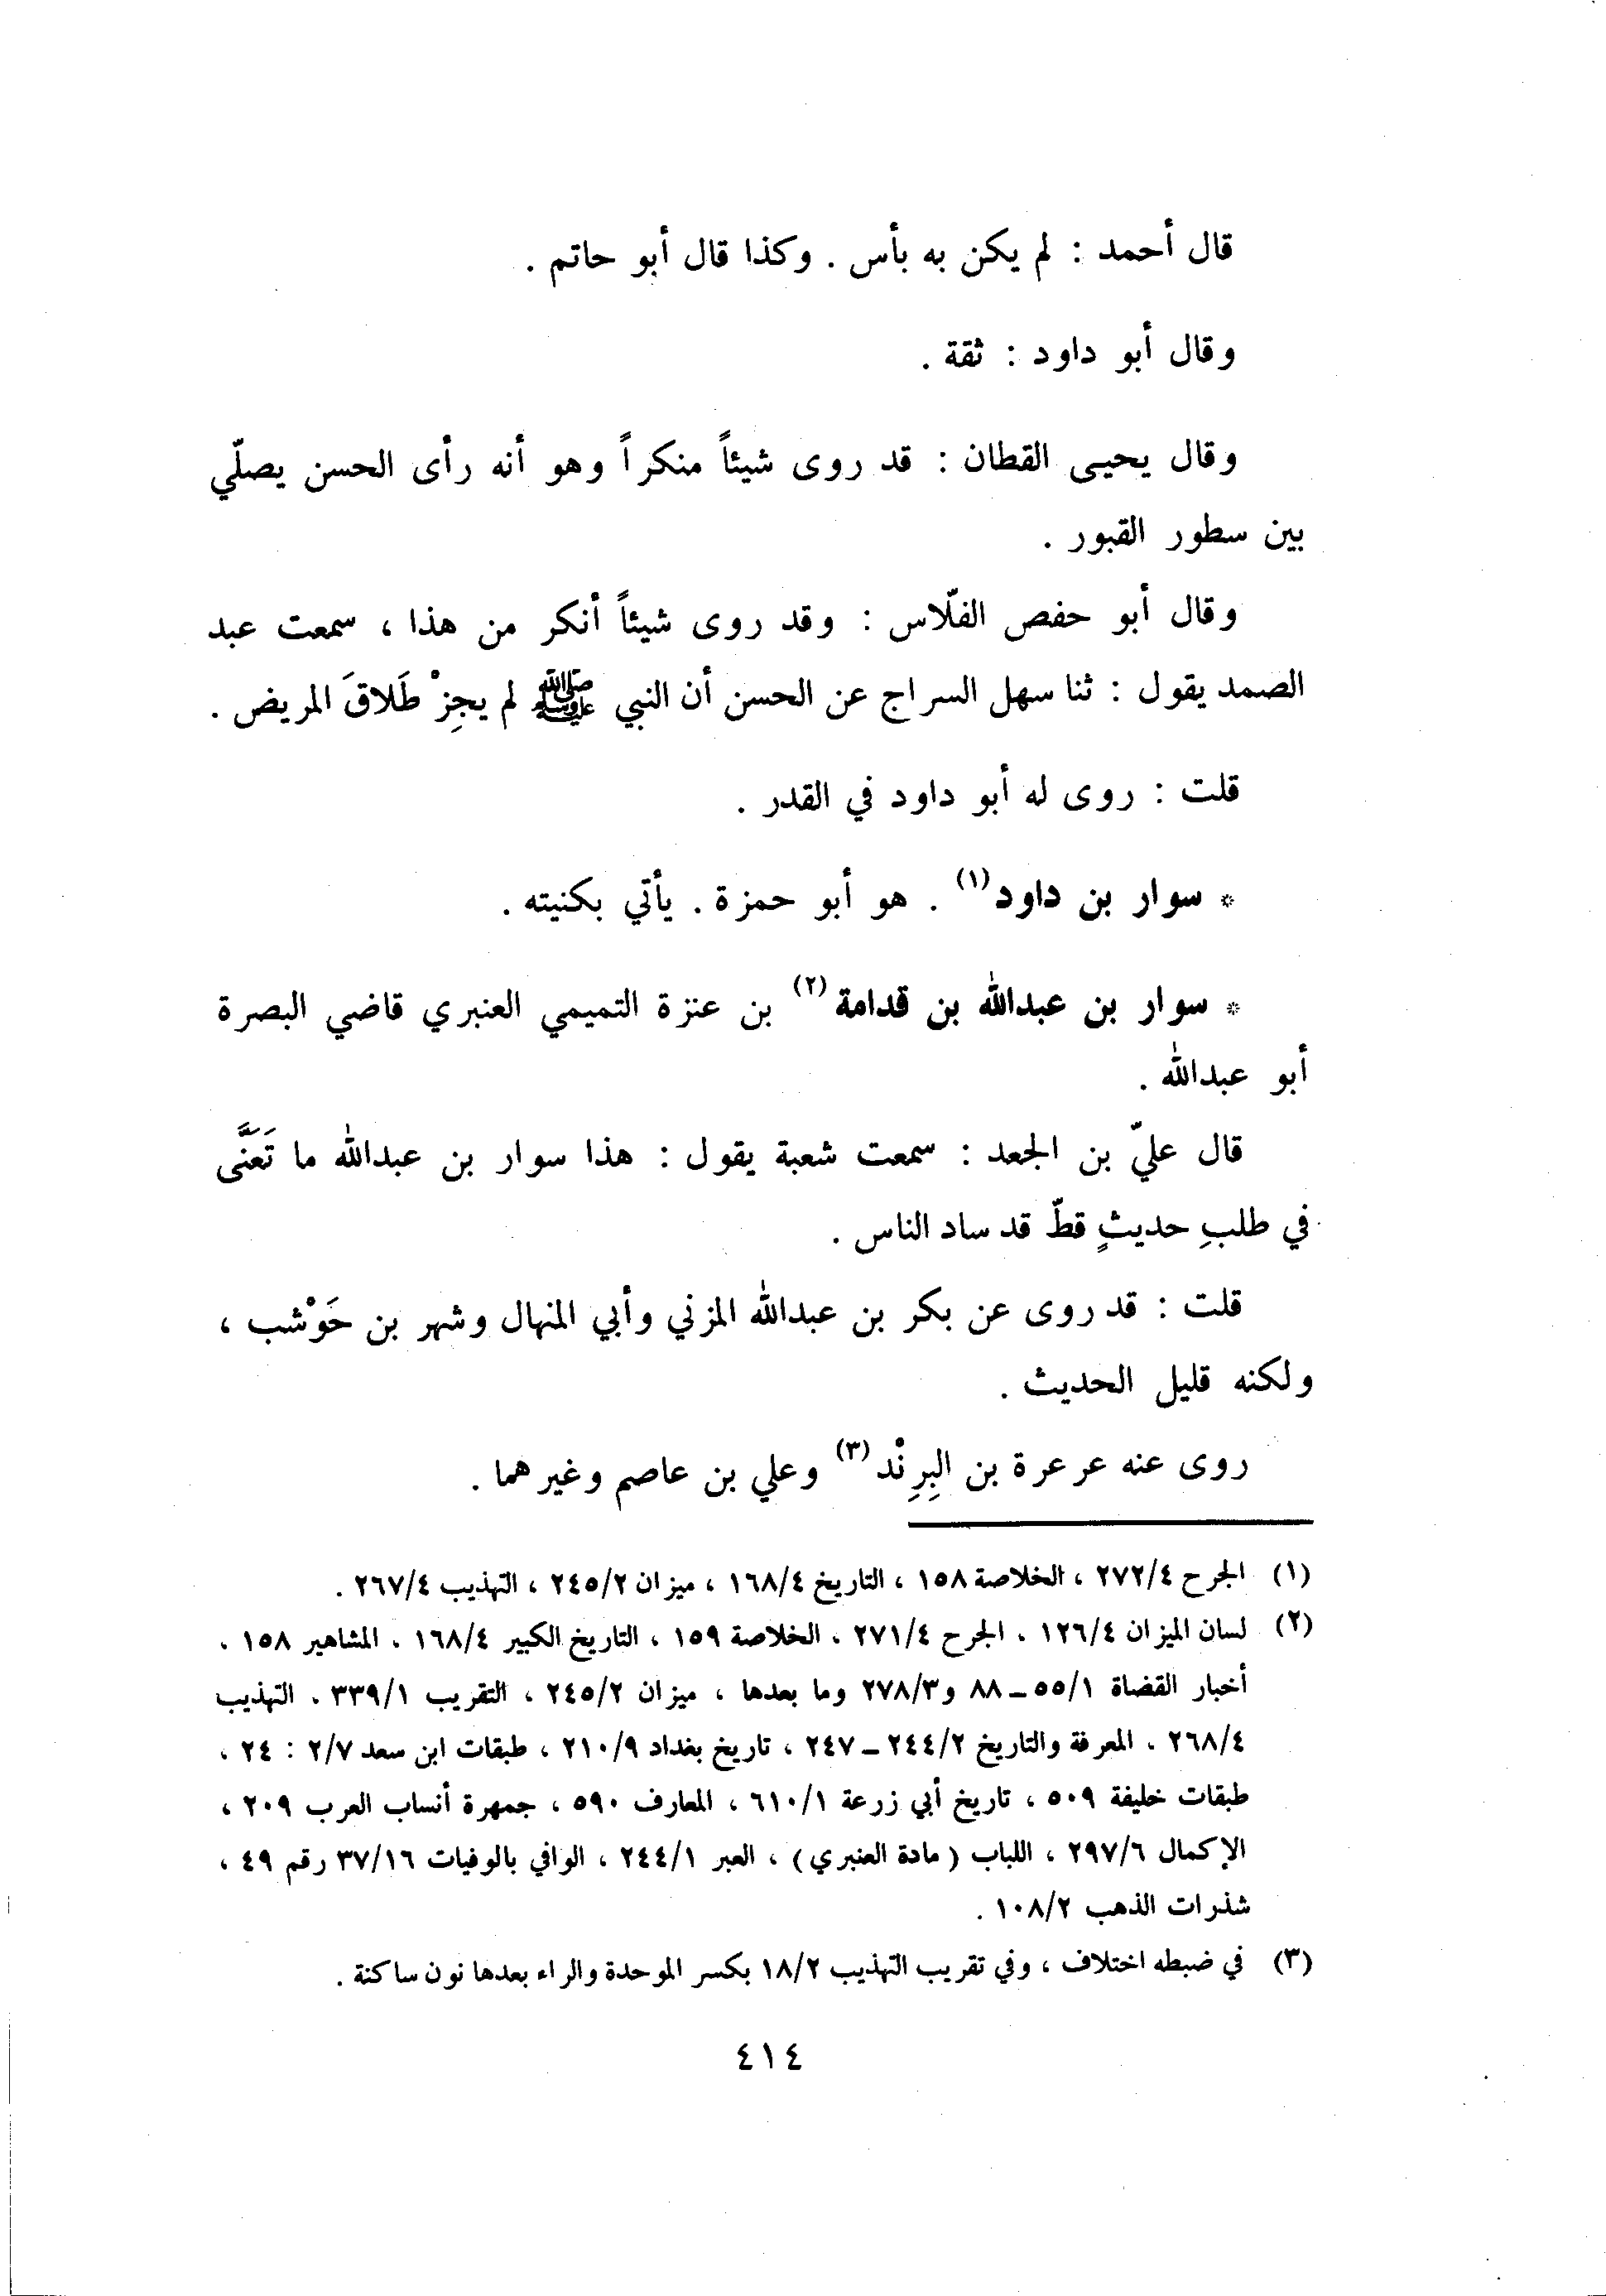 قال أحمد : لم يكن به بأس . وكذا قال أبو حاتم .
وقال أبو داود : ثقة .
وقال يحيى القطان : قد روى شيئاً منكراً وهو أنه رأى الحسن يصلّي
بين سطور القبور .
وقال أبو حفص الفلّاس : وقد روى شيئاً أنكر من هذا ، سمعت عبد
الصمد يقول : ثنا سهل السراج عن الحسن أن النبي ﷺ لم يجِزْ طَلاقَ المريض .
قلت : روى له أبو داود في القدر .
* سوار بن داود(١) . هو أبو حمزة . يأتي بكنيته .
* سوار بن عبدالله بن قدامة(٢) بن عنزة التميمي العنبري قاضي البصرة
أبو عبدالله .
قال عليّ بن الجعد : سمعت شعبة يقول : هذا سوار بن عبدالله ما تَعَنَّى
في طلبِ حديثٍ قطّ قد ساد الناس .
قلت : قد روى عن بكر بن عبدالله المزني وأبي المنهال وشهر بن حَوْشب ،
ولكنه قليل الحديث .
روى عنه عرعرة بن البِرِنْد(٣) وعلي بن عاصم وغيرهما .
(١) الجرح ٢٧٢/٤ ، الخلاصة ١٥٨ ، التاريخ ١٦٨/٤ ، ميزان ٢٤٥/٢ ، التهذيب ٢٦٧/٤ .
(٢) لسان الميزان ١٢٦/٤ ، الجرح ٢٧١/٤ ، الخلاصة ١٥٩ ، التاريخ الكبير ١٦٨/٤ ، المشاهير ١٥٨ ،
أخبار القضاة ٥٥/١ – ٨٨ و٢٧٨/٣ وما بعدها ، ميزان ٢٤٥/٢ ، التقريب ٣٣٩/١ ، التهذيب
٢٦٨/٤ ، المعرفة والتاريخ ٢٤٤/٢ – ٢٤٧ ، تاريخ بغداد ٢١٠/٩ ، طبقات ابن سعد ٢/٧ : ٢٤ ،
طبقات خليفة ٥٠٩ ، تاريخ أبي زرعة ٦١٠/١ ، المعارف ٥٩٠ ، جمهرة أنساب العرب ٢٠٩ ،
الإكمال ٢٩٧/٦ ، اللباب ( مادة العنبري ) ، العبر ٢٤٤/١ ، الوافي بالوفيات ٣٧/١٦ رقم ٤٩ ،
شذرات الذهب ١٠٨/٢ .
(٣) في ضبطه اختلاف ، وفي تقريب التهذيب ١٨/٢ بكسر الموحدة والراء بعدها نون ساكنة .
٤١٤